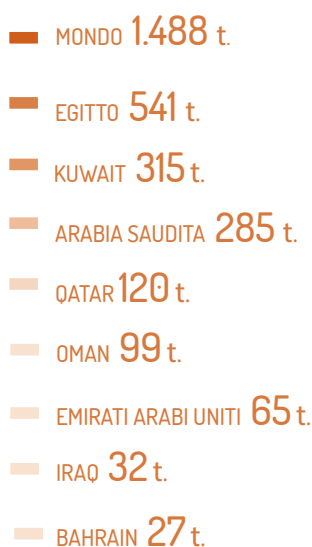 MONDO 1.488 t.
EGITTO 541 t.
KUWAIT 315 t.
ARABIA SAUDITA 285 t.
QATAR 120 t.
OMAN 99 t.
EMIRATI ARABI UNITI 65 t.
IRAQ 32 t.
BAHRAIN 27 t.